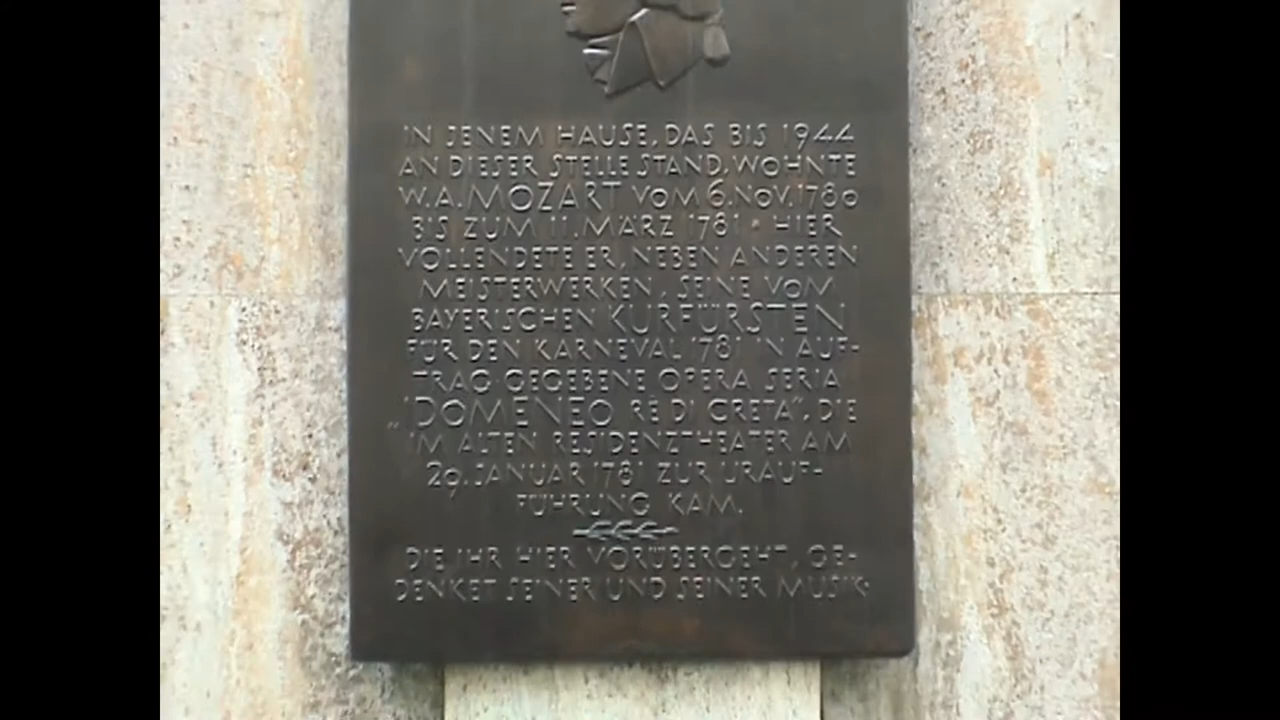 IN JENEM HAUSE, DAS BIS 1944
AN DIESER STELLE STAND, WOHNTE
W. A. MOZART VOM 6. NOV. 1780
BIS ZUM 11. MÄRZ 1781 · HIER
VOLLENDETE ER, NEBEN ANDEREN
MEISTERWERKEN, SEINE VOM
BAYERISCHEN KURFÜRSTEN
FÜR DEN KARNEVAL 1781 IN AUF-
TRAG GEGEBENE OPERA SERIA
„IDOMENEO RÈ DI CRETA“, DIE
IM ALTEN RESIDENZTHEATER AM
29. JANUAR 1781 ZUR URAUF-
FÜHRUNG KAM.
DIE IHR HIER VORÜBERGEHT, GE-
DENKET SEINER UND SEINER MUSIK·